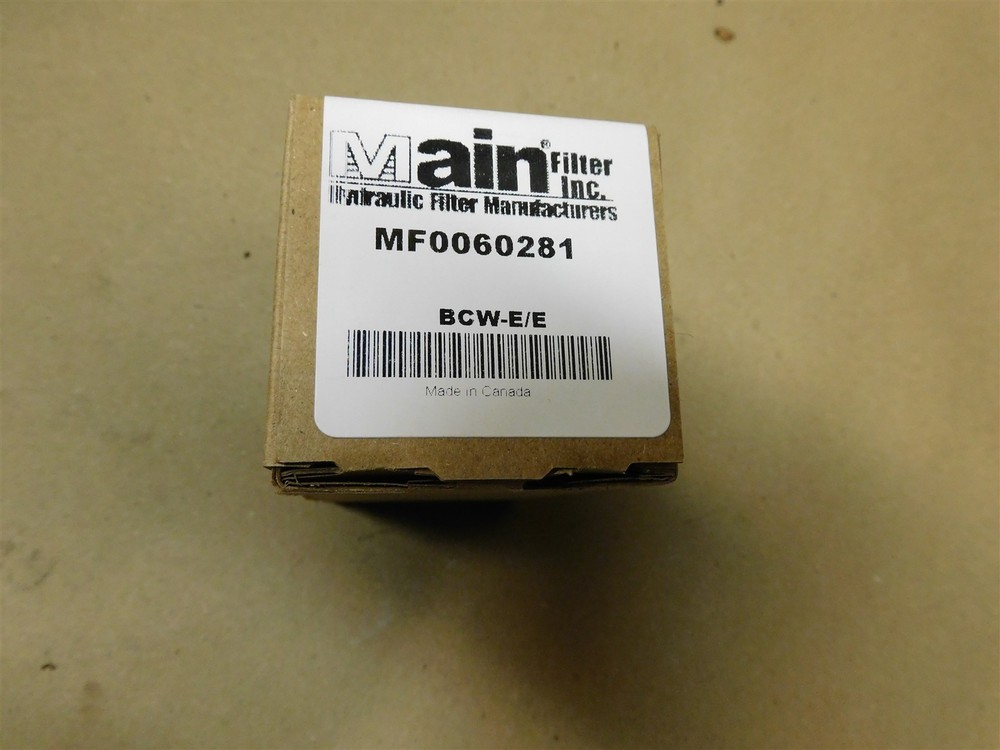 Main® Filter Inc.
Hydraulic Filter Manufacturers
MF0060281
BCW-E/E
Made in Canada